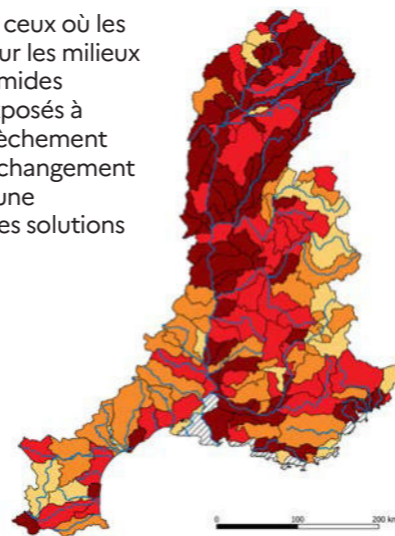 ceux où les
ur les milieux
mides
posés à
èchement
changement
une
es solutions
0 100 200 km